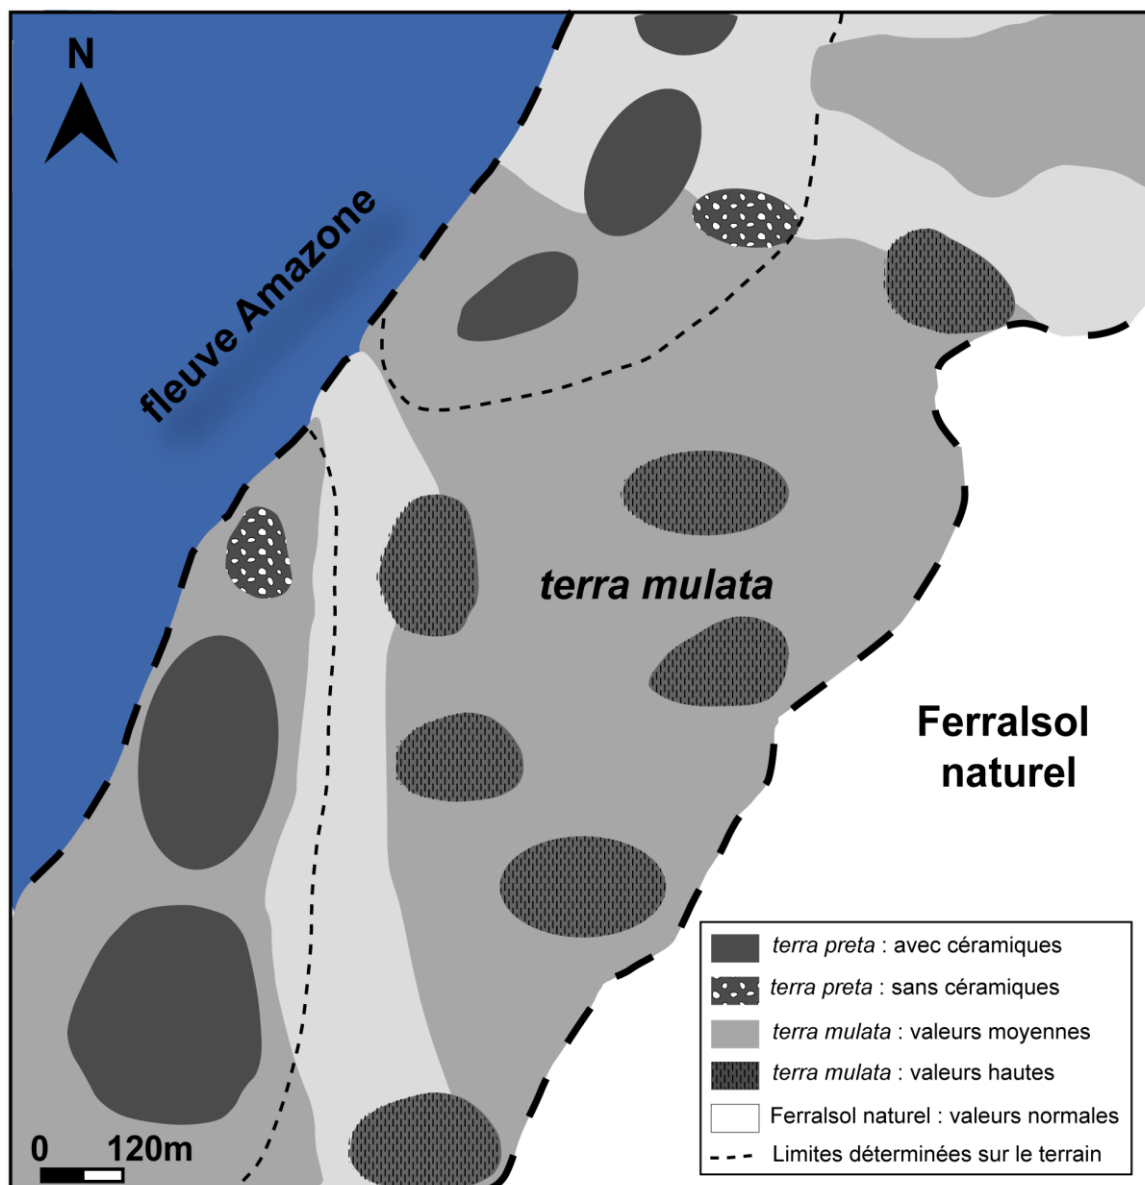 N
fleuve Amazone
terra mulata
Ferralsol
naturel
terra preta : avec céramiques
terra preta : sans céramiques
terra mulata : valeurs moyennes
terra mulata : valeurs hautes
Ferralsol naturel : valeurs normales
Limites déterminées sur le terrain
0 120m